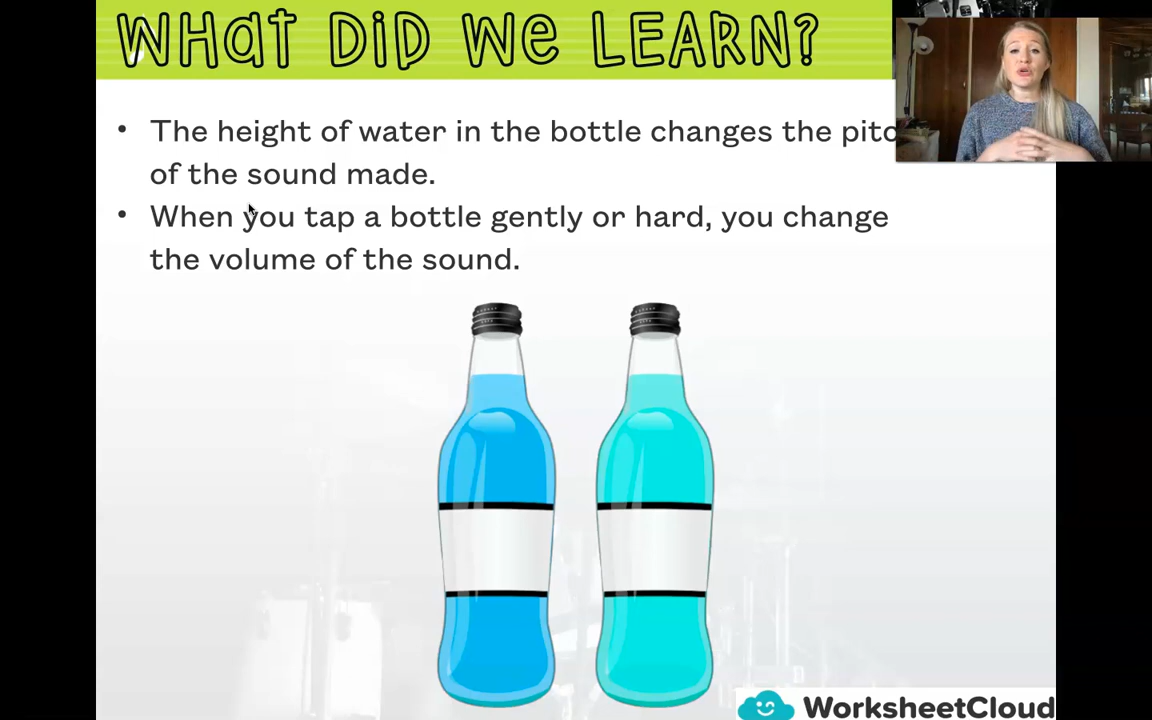 WHat DiD We LEARN?
• The height of water in the bottle changes the pitc
of the sound made.
• When you tap a bottle gently or hard, you change
the volume of the sound.
WorksheetCloud